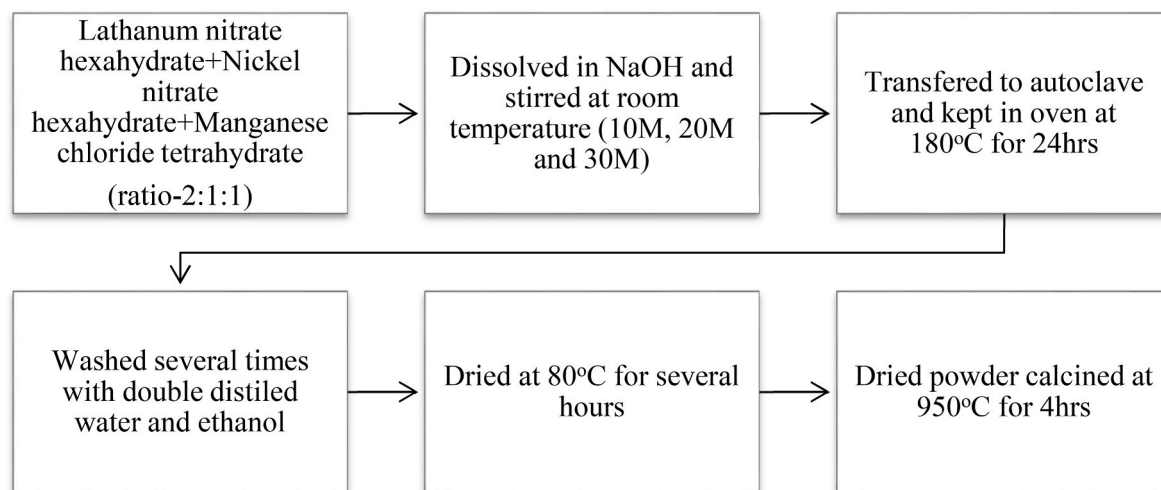 Lathanum nitrate
hexahydrate+Nickel
nitrate
hexahydrate+Manganese
chloride tetrahydrate
(ratio-2:1:1)
Dissolved in NaOH and
stirred at room
temperature (10M, 20M
and 30M)
Transfered to autoclave
and kept in oven at
180°C for 24hrs
Washed several times
with double distiled
water and ethanol
Dried at 80°C for several
hours
Dried powder calcined at
950°C for 4hrs